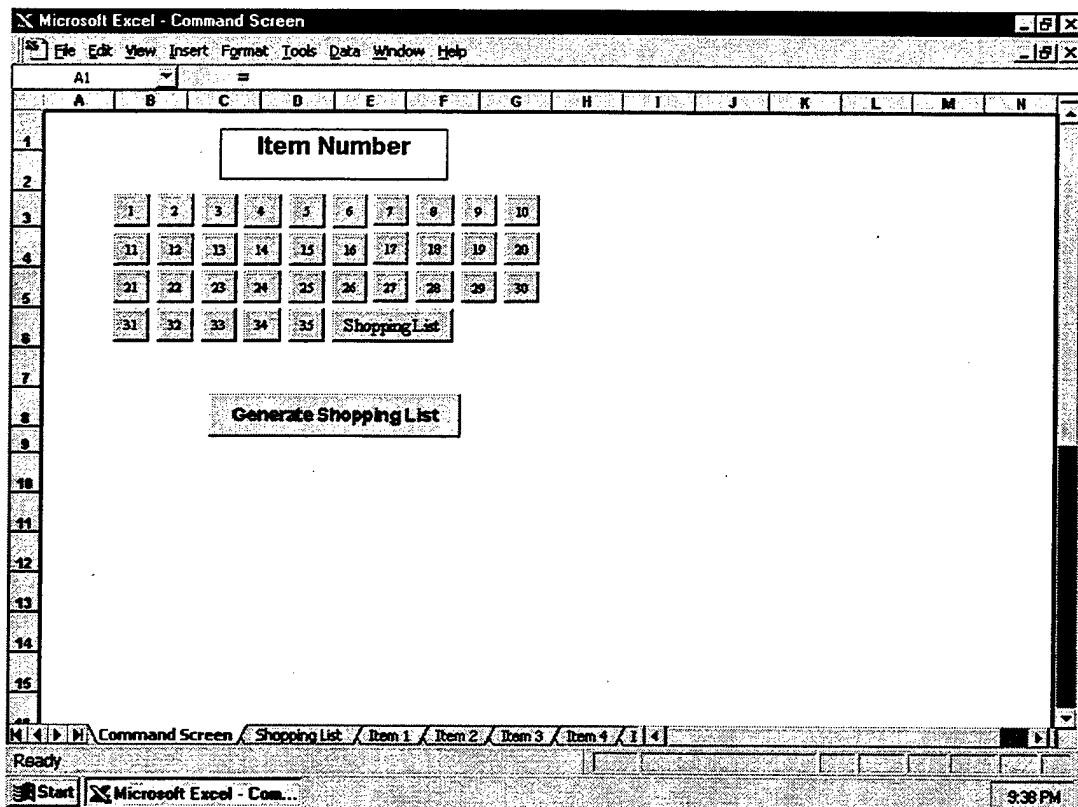 Microsoft Excel - Command Screen
File Edit View Insert Format Tools Data Window Help
A1 =
A B C D E F G H I J K L M N
1
Item Number
2
3 1 2 3 4 5 6 7 8 9 10
4 11 12 13 14 15 16 17 18 19 20
5 21 22 23 24 25 26 27 28 29 30
6 31 32 33 34 35 Shopping List
7
8 Generate Shopping List
9
10
11
12
13
14
15
Command Screen Shopping List Item 1 Item 2 Item 3 Item 4 I
Ready
Start Microsoft Excel - Com... 9:38 PM